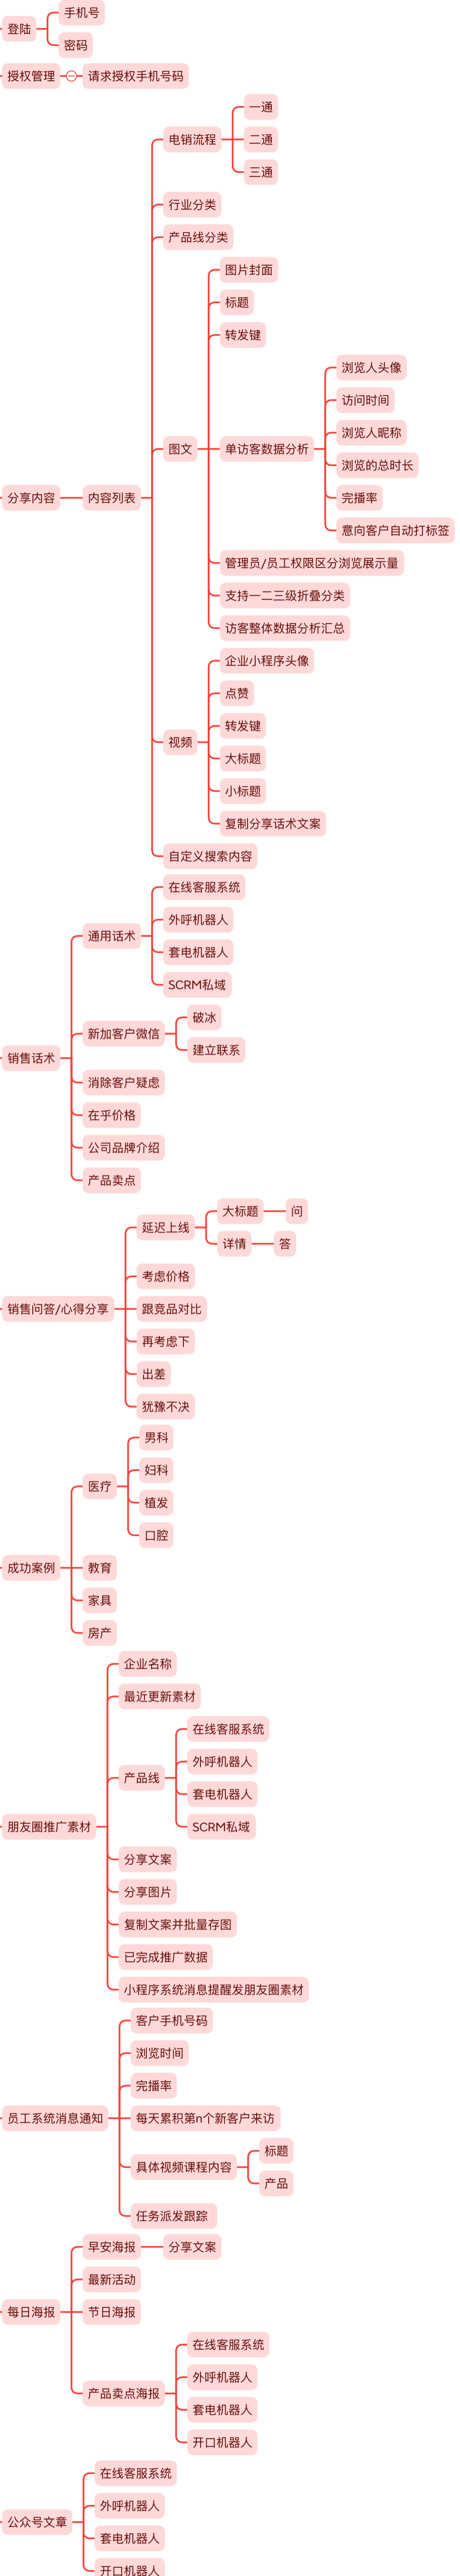 登陆
手机号
密码
授权管理
请求授权手机号码
分享内容
内容列表
电销流程
一通
二通
三通
行业分类
产品线分类
图文
图片封面
标题
转发键
单访客数据分析
浏览人头像
访问时间
浏览人昵称
浏览的总时长
完播率
意向客户自动打标签
管理员/员工权限区分浏览展示量
支持一二三级折叠分类
访客整体数据分析汇总
视频
企业小程序头像
点赞
转发键
大标题
小标题
复制分享话术文案
自定义搜索内容
销售话术
通用话术
在线客服系统
外呼机器人
套电机器人
SCRM私域
新加客户微信
破冰
建立联系
消除客户疑虑
在乎价格
公司品牌介绍
产品卖点
销售问答/心得分享
延迟上线
大标题
问
详情
答
考虑价格
跟竞品对比
再考虑下
出差
犹豫不决
成功案例
医疗
男科
妇科
植发
口腔
教育
家具
房产
朋友圈推广素材
企业名称
最近更新素材
产品线
在线客服系统
外呼机器人
套电机器人
SCRM私域
分享文案
分享图片
复制文案并批量存图
已完成推广数据
小程序系统消息提醒发朋友圈素材
员工系统消息通知
客户手机号码
浏览时间
完播率
每天累积第n个新客户来访
具体视频课程内容
标题
产品
任务派发跟踪
每日海报
早安海报
分享文案
最新活动
节日海报
产品卖点海报
在线客服系统
外呼机器人
套电机器人
开口机器人
公众号文章
在线客服系统
外呼机器人
套电机器人
开口机器人